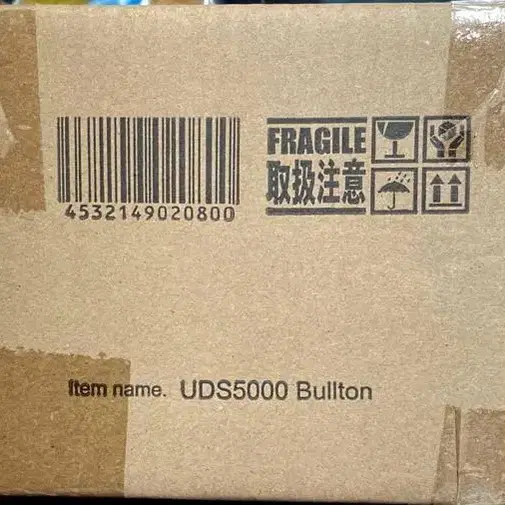 FRAGILE
取扱注意
4532149020800
Item name. UDS5000 Bullton